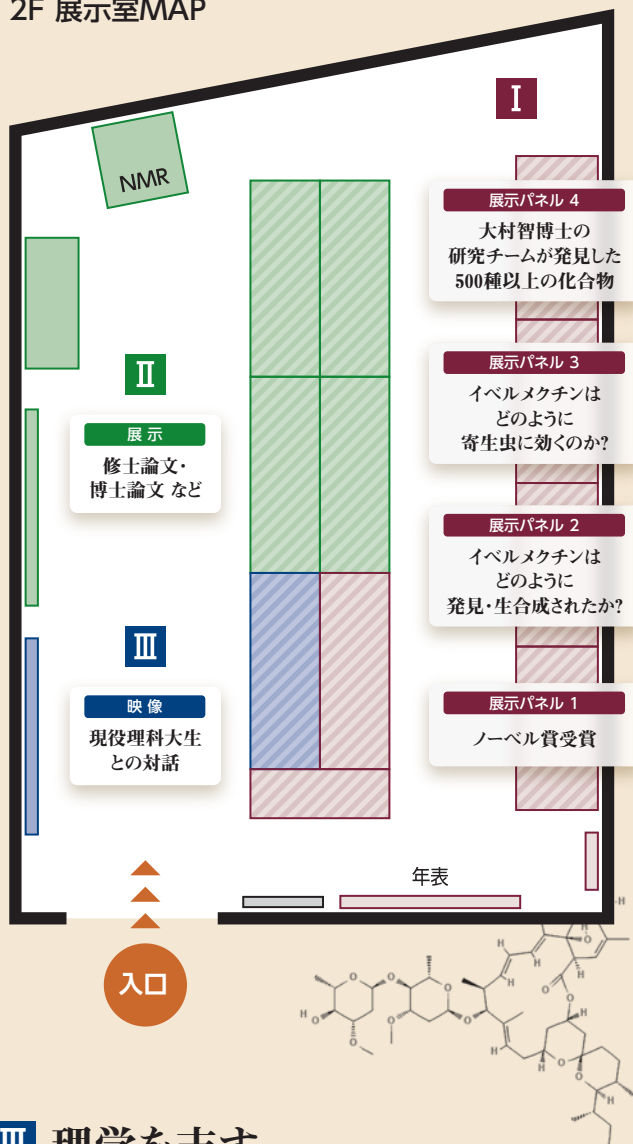 2F 展示室MAP
Ⅰ
NMR
展示パネル 4
大村智博士の
研究チームが発見した
500種以上の化合物
展示パネル 3
イベルメクチンは
どのように
寄生虫に効くのか?
Ⅱ
展示
修士論文・
博士論文 など
展示パネル 2
イベルメクチンは
どのように
発見・生合成されたか?
Ⅲ
映像
現役理科大生
との対話
展示パネル 1
ノーベル賞受賞
年表
入口
H
H
O
H
H
H
H
O
O
O
O
O
O
O
H
O
O
O
H
H
H
O
O
H
Ⅲ 理学を志す